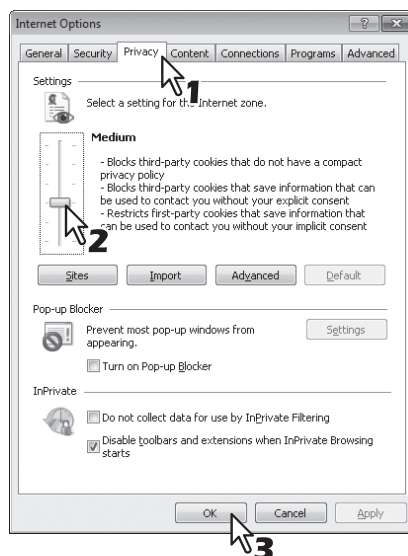 Internet Options
General Security Privacy Content Connections Programs Advanced
1
Settings
Select a setting for the Internet zone.
Medium
- Blocks third-party cookies that do not have a compact
privacy policy
- Blocks third-party cookies that save information that can
be used to contact you without your explicit consent
- Restricts first-party cookies that save information that
can be used to contact you without your implicit consent
2
Sites Import Advanced Default
Pop-up Blocker
Prevent most pop-up windows from
appearing.
Settings
Turn on Pop-up Blocker
InPrivate
Do not collect data for use by InPrivate Filtering
Disable toolbars and extensions when InPrivate Browsing
starts
OK Cancel Apply
3